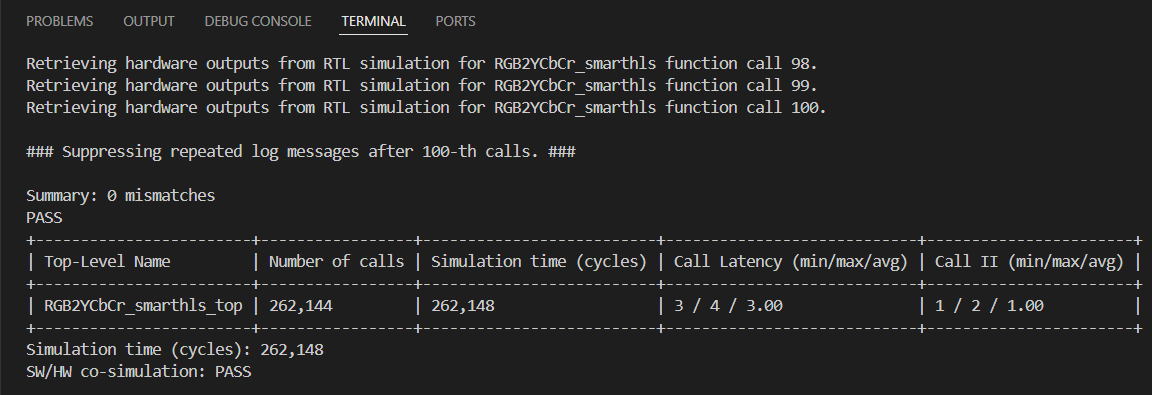 PROBLEMS OUTPUT DEBUG CONSOLE TERMINAL PORTS
Retrieving hardware outputs from RTL simulation for RGB2YCbCr_smarthls function call 98.
Retrieving hardware outputs from RTL simulation for RGB2YCbCr_smarthls function call 99.
Retrieving hardware outputs from RTL simulation for RGB2YCbCr_smarthls function call 100.
### Suppressing repeated log messages after 100-th calls. ###
Summary: 0 mismatches
PASS
+------------------------+-----------------+--------------------------+----------------------------+-----------------------+
| Top-Level Name         | Number of calls | Simulation time (cycles) | Call Latency (min/max/avg) | Call II (min/max/avg) |
+------------------------+-----------------+--------------------------+----------------------------+-----------------------+
| RGB2YCbCr_smarthls_top | 262,144         | 262,148                  | 3 / 4 / 3.00               | 1 / 2 / 1.00          |
+------------------------+-----------------+--------------------------+----------------------------+-----------------------+
Simulation time (cycles): 262,148
SW/HW co-simulation: PASS